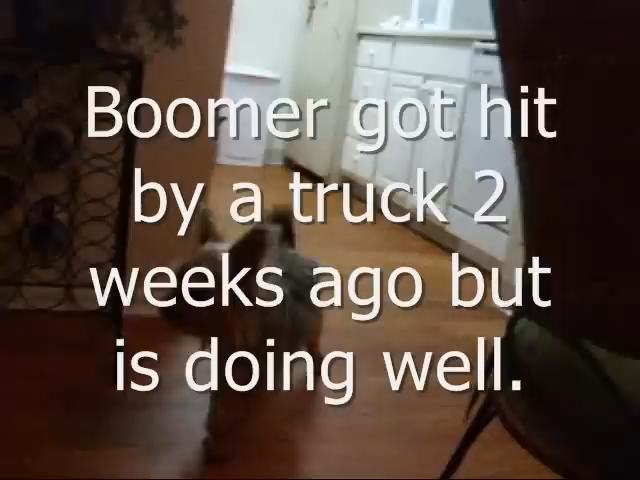 Boomer got hit
by a truck 2
weeks ago but
is doing well.